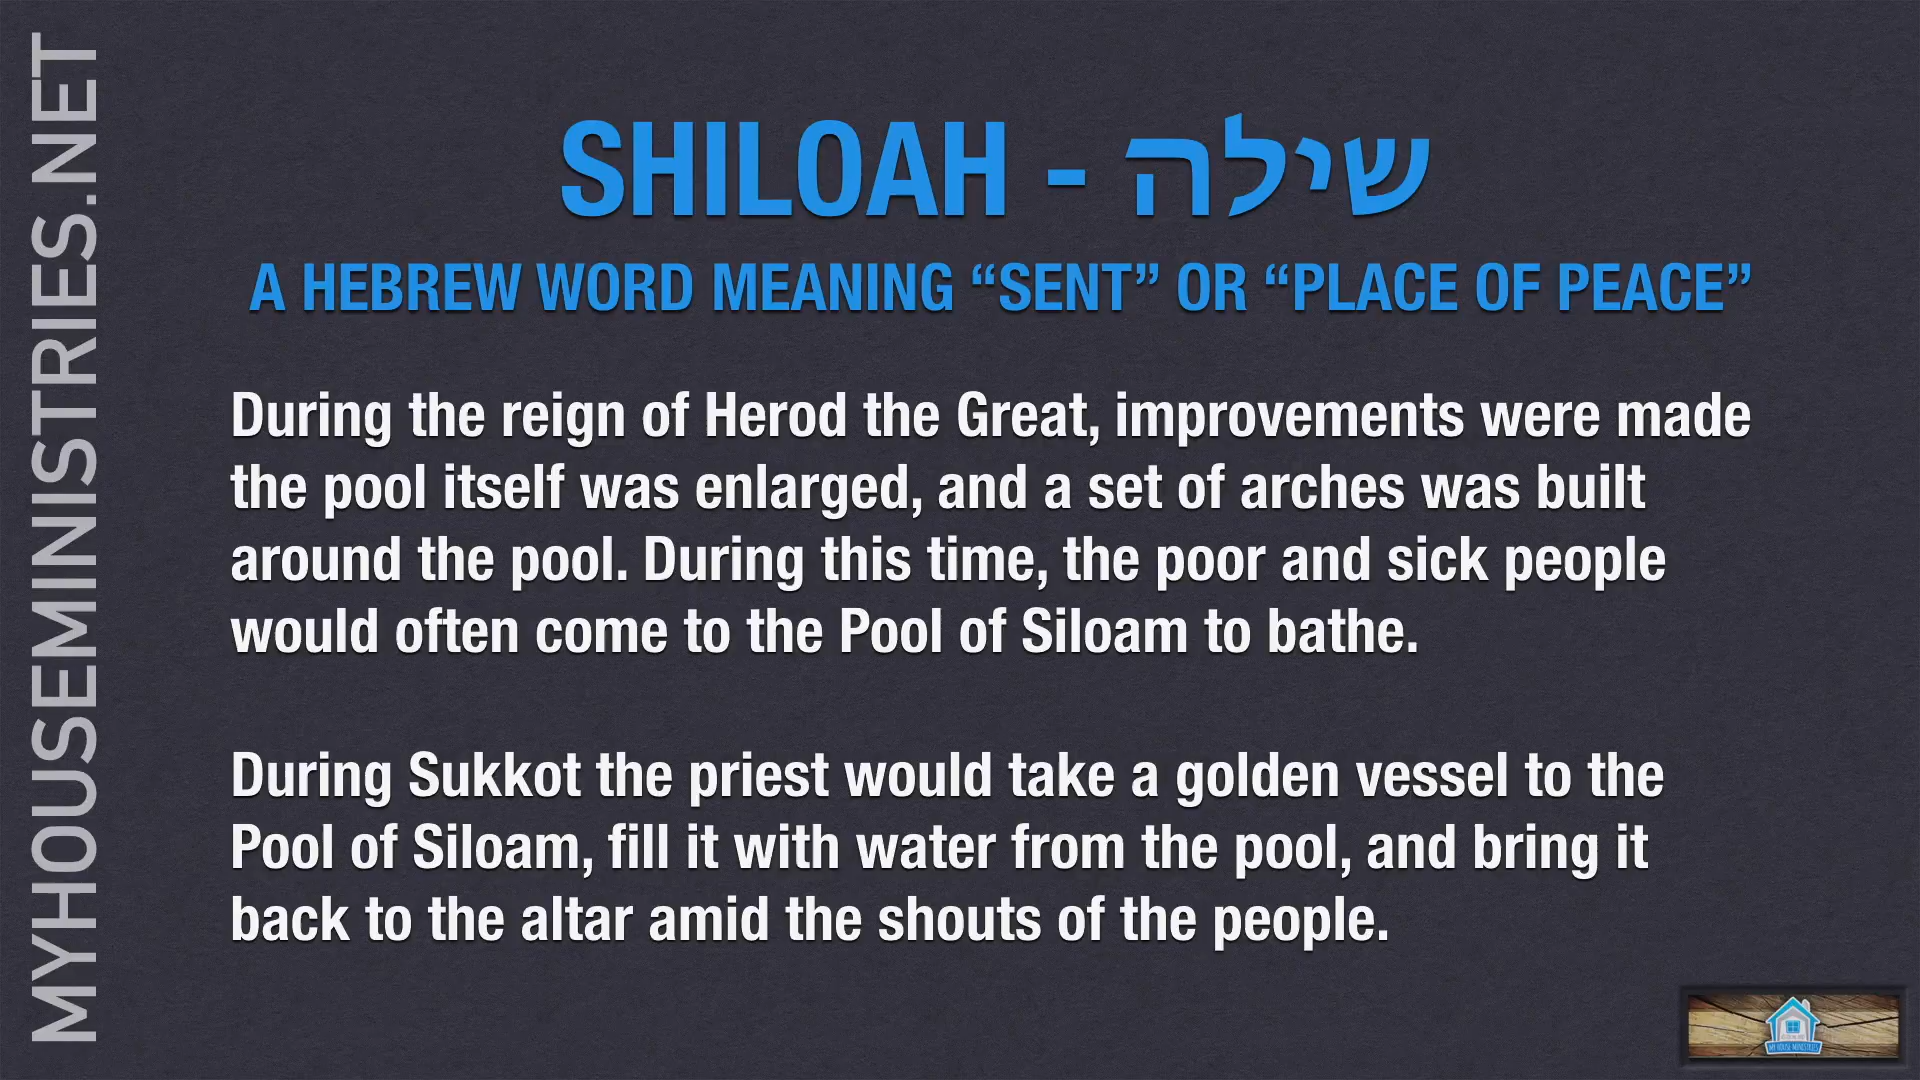 MYHOUSEMINISTRIES.NET
SHILOAH - שילה
A HEBREW WORD MEANING “SENT” OR “PLACE OF PEACE”
During the reign of Herod the Great, improvements were made
the pool itself was enlarged, and a set of arches was built
around the pool. During this time, the poor and sick people
would often come to the Pool of Siloam to bathe.
During Sukkot the priest would take a golden vessel to the
Pool of Siloam, fill it with water from the pool, and bring it
back to the altar amid the shouts of the people.
MY HOUSE MINISTRIES